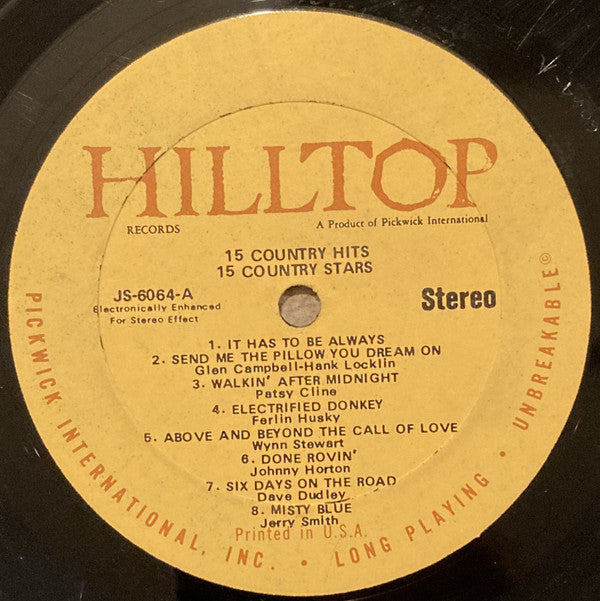 HILLTOP
RECORDS
A Product of Pickwick International
15 COUNTRY HITS
15 COUNTRY STARS
JS-6064-A
Electronically Enhanced
For Stereo Effect
Stereo
1. IT HAS TO BE ALWAYS
2. SEND ME THE PILLOW YOU DREAM ON
Glen Campbell-Hank Locklin
3. WALKIN' AFTER MIDNIGHT
Patsy Cline
4. ELECTRIFIED DONKEY
Ferlin Husky
5. ABOVE AND BEYOND THE CALL OF LOVE
Wynn Stewart
6. DONE ROVIN'
Johnny Horton
7. SIX DAYS ON THE ROAD
Dave Dudley
8. MISTY BLUE
Jerry Smith
Printed in U.S.A.
PICKWICK INTERNATIONAL, INC. • LONG PLAYING • UNBREAKABLE©